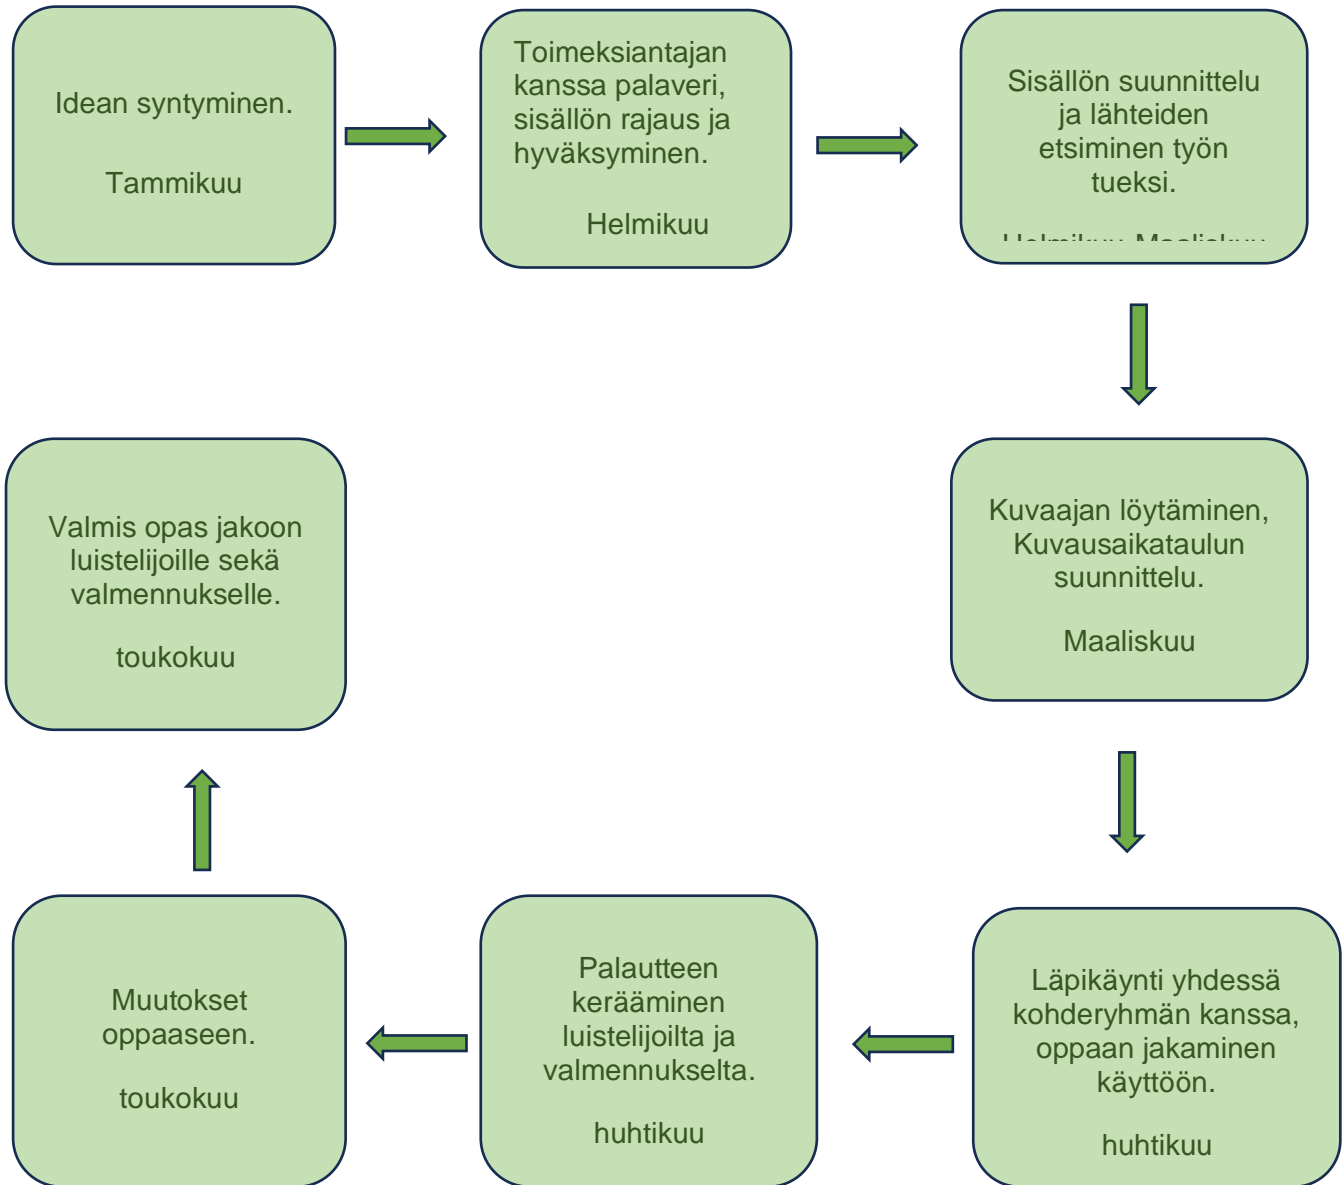 Idean syntyminen.
Tammikuu
Toimeksiantajan
kanssa palaveri,
sisällön rajaus ja
hyväksyminen.
Helmikuu
Sisällön suunnittelu
ja lähteiden
etsiminen työn
tueksi.
Kuvaajan löytäminen,
Kuvausaikataulun
suunnittelu.
Maaliskuu
Läpikäynti yhdessä
kohderyhmän kanssa,
oppaan jakaminen
käyttöön.
huhtikuu
Palautteen
kerääminen
luistelijoilta ja
valmennukselta.
huhtikuu
Muutokset
oppaaseen.
toukokuu
Valmis opas jakoon
luistelijoille sekä
valmennukselle.
toukokuu